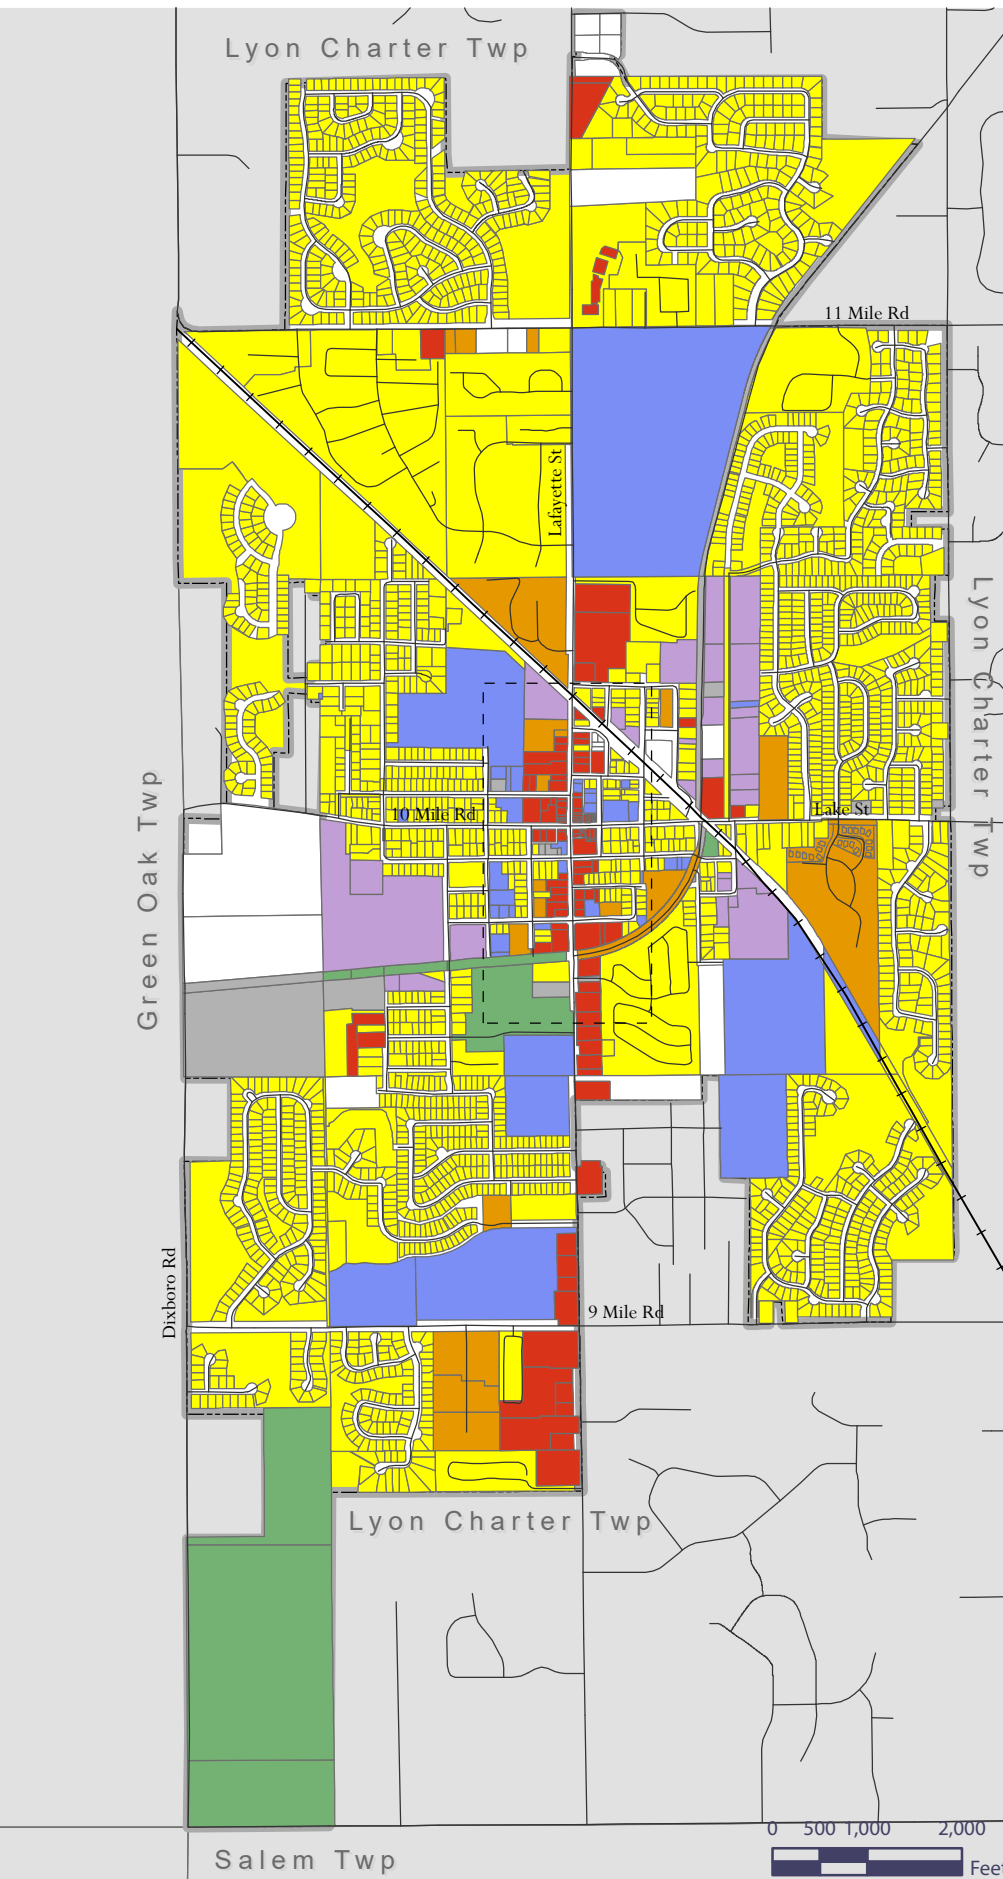 Lyon Charter Twp
11 Mile Rd
Lafayette St
Lyon Charter Twp
Green Oak Twp
10 Mile Rd
Lake St
Dixboro Rd
9 Mile Rd
Lyon Charter Twp
0 500 1,000 2,000
Feet
Salem Twp